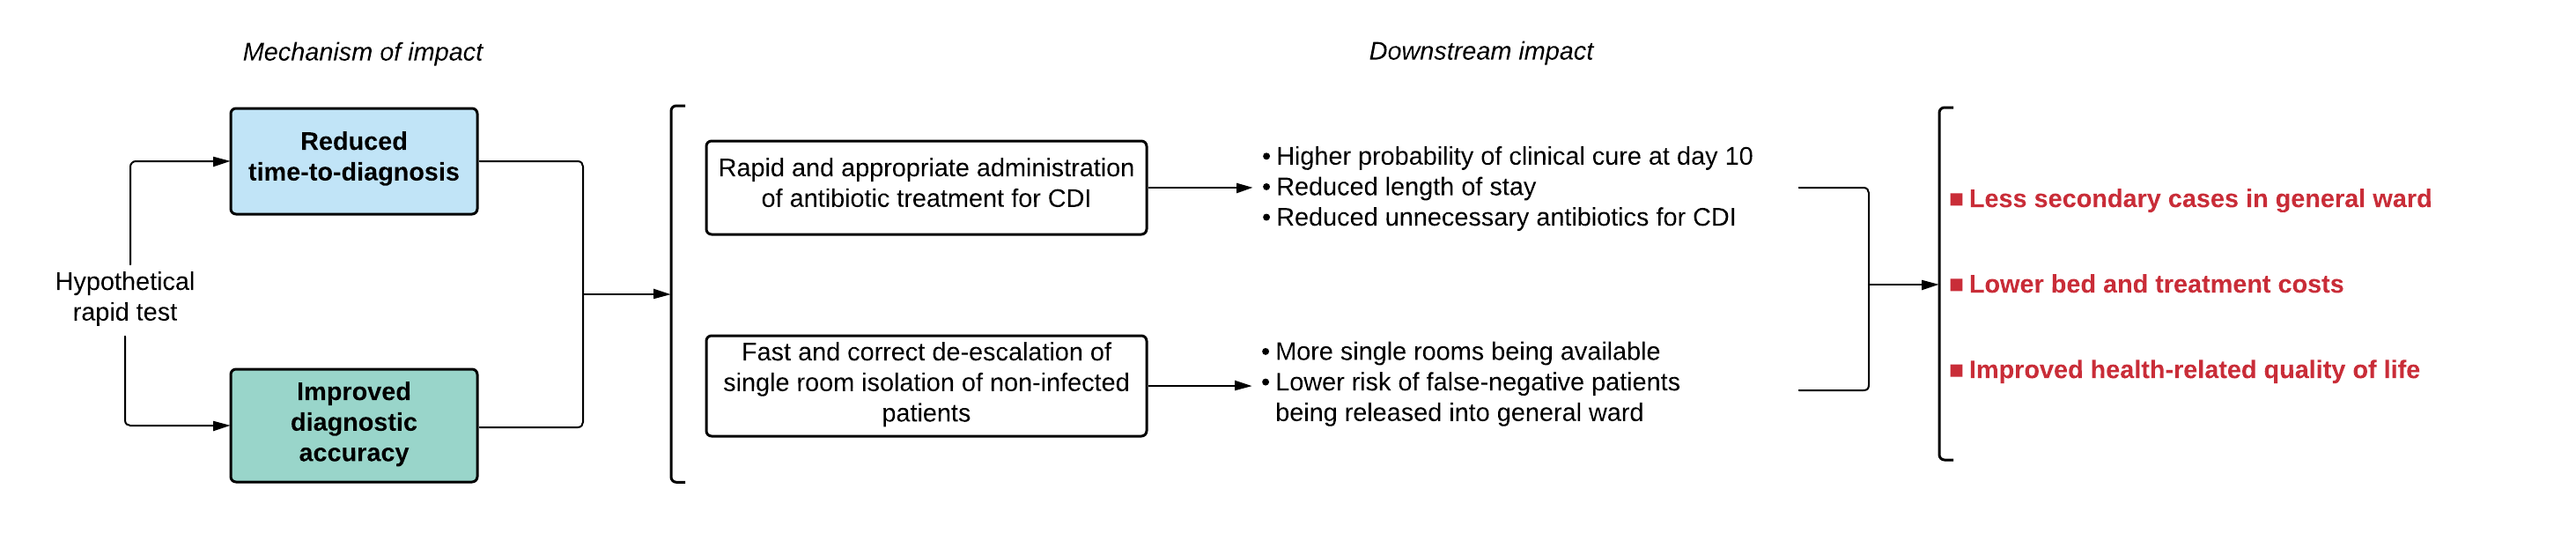 Mechanism of impact
Downstream impact
Hypothetical
rapid test
Reduced
time-to-diagnosis
Improved
diagnostic
accuracy
Rapid and appropriate administration
of antibiotic treatment for CDI
Fast and correct de-escalation of
single room isolation of non-infected
patients
• Higher probability of clinical cure at day 10
• Reduced length of stay
• Reduced unnecessary antibiotics for CDI
• More single rooms being available
• Lower risk of false-negative patients
being released into general ward
■ Less secondary cases in general ward
■ Lower bed and treatment costs
■ Improved health-related quality of life